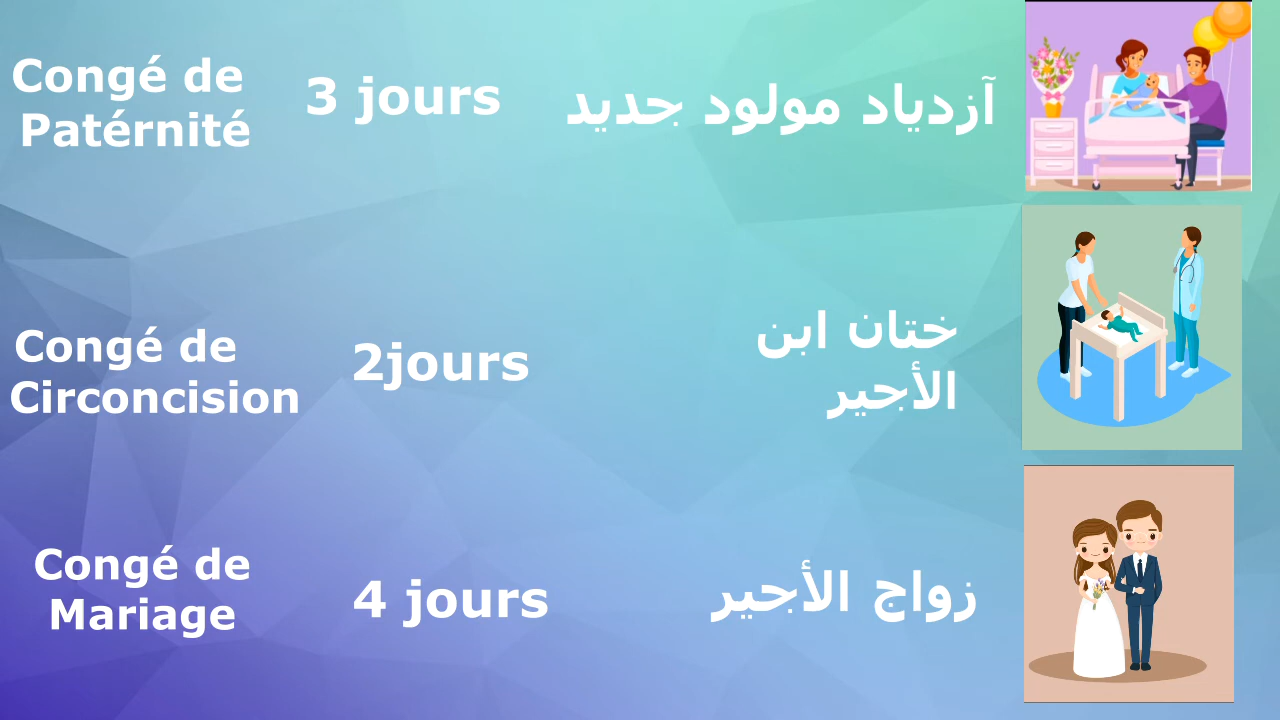 Congé de
Patérnité
3 jours
آزدياد مولود جديد
Congé de
Circoncision
2jours
ختان ابن
الأجير
Congé de
Mariage
4 jours
زواج الأجير